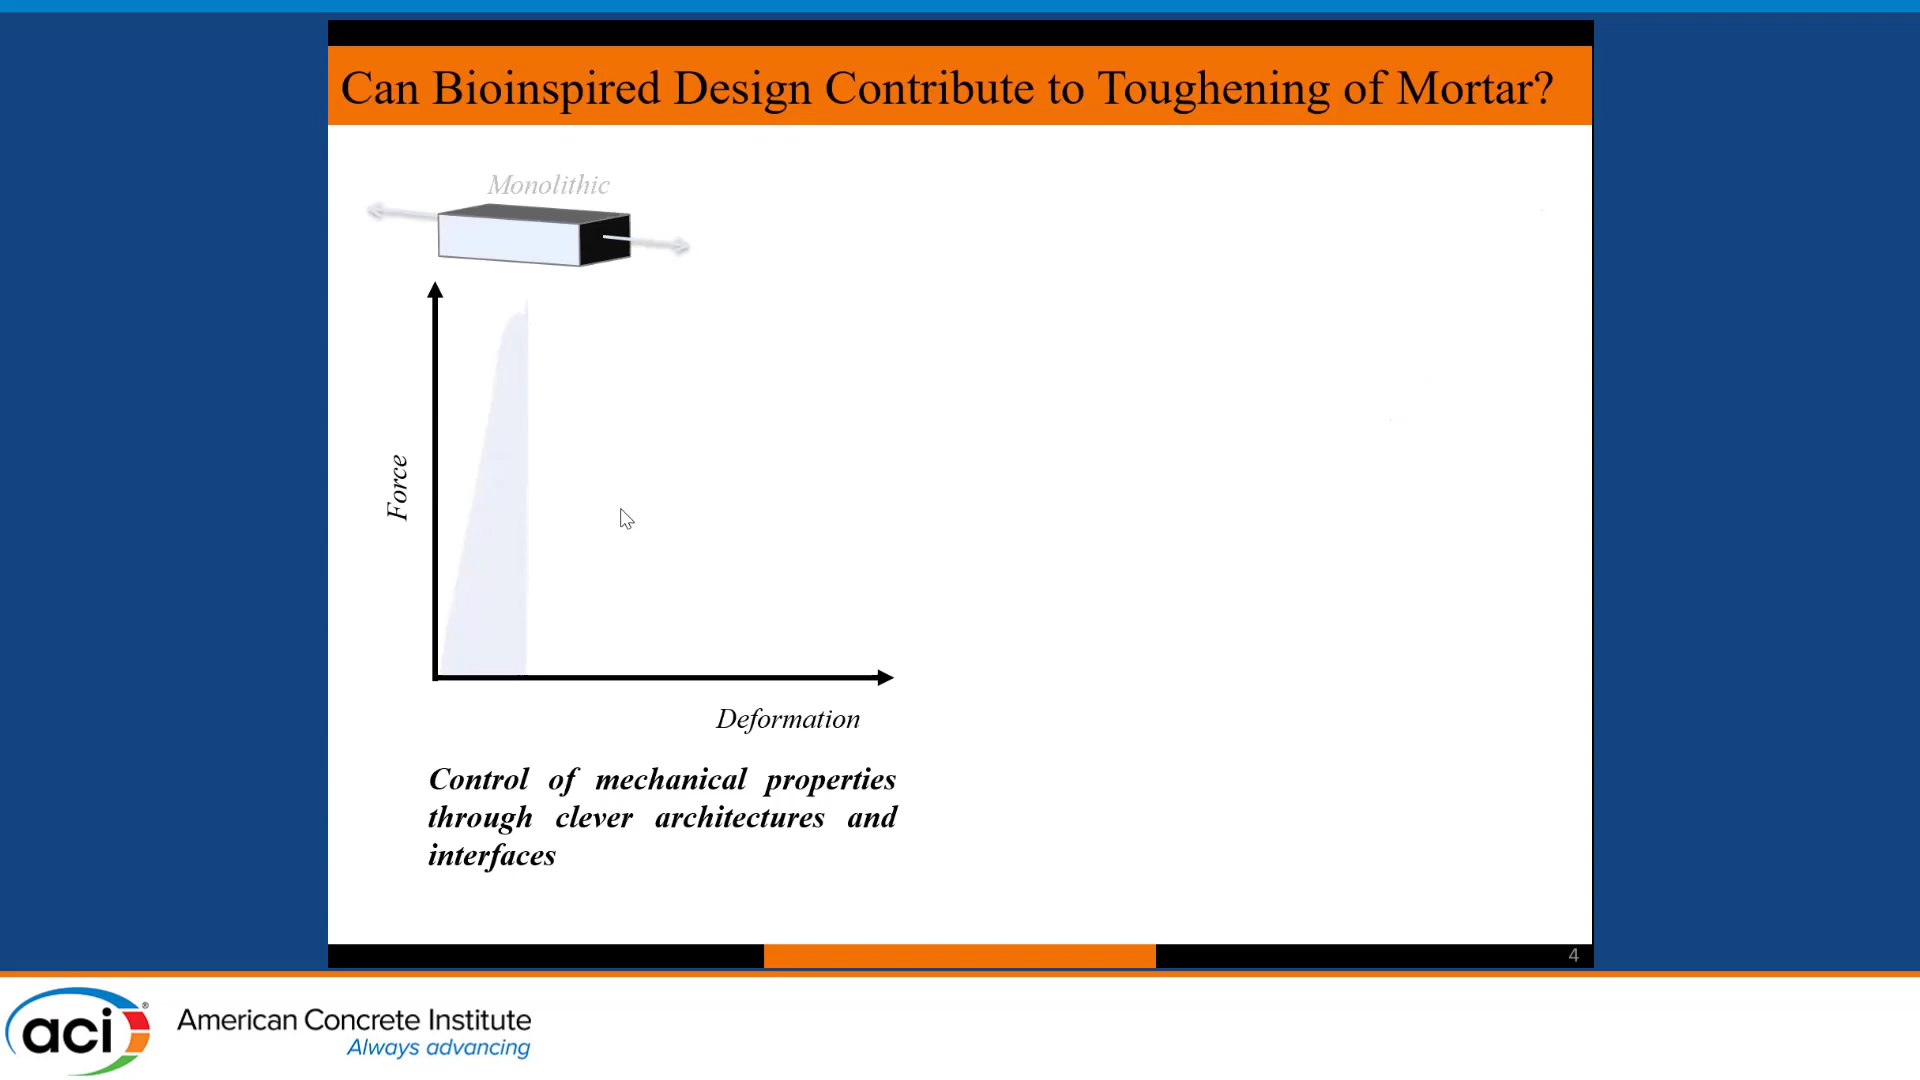 Can Bioinspired Design Contribute to Toughening of Mortar?
Monolithic
Force
Deformation
Control of mechanical properties
through clever architectures and
interfaces
4
aci®
American Concrete Institute
Always advancing